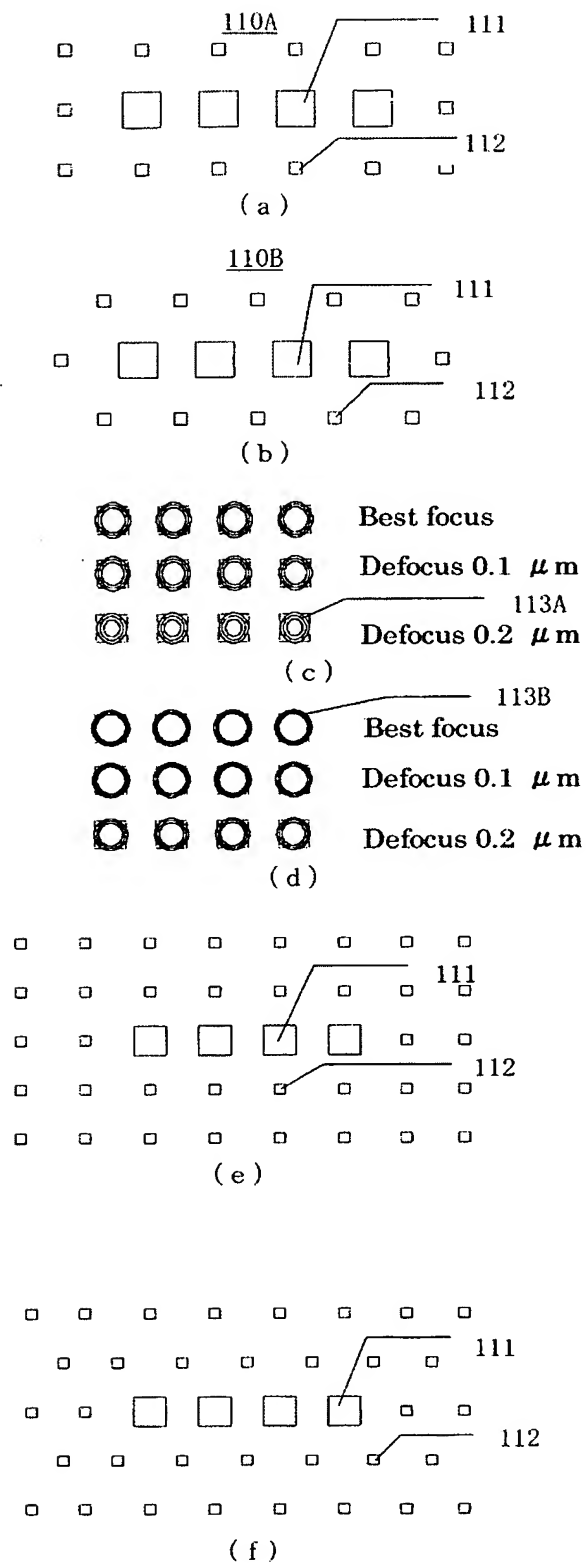 110A
111
112
(a)
110B
111
112
(b)
Best focus
Defocus 0.1 μm
113A
Defocus 0.2 μm
(c)
113B
Best focus
Defocus 0.1 μm
Defocus 0.2 μm
(d)
111
112
(e)
111
112
(f)